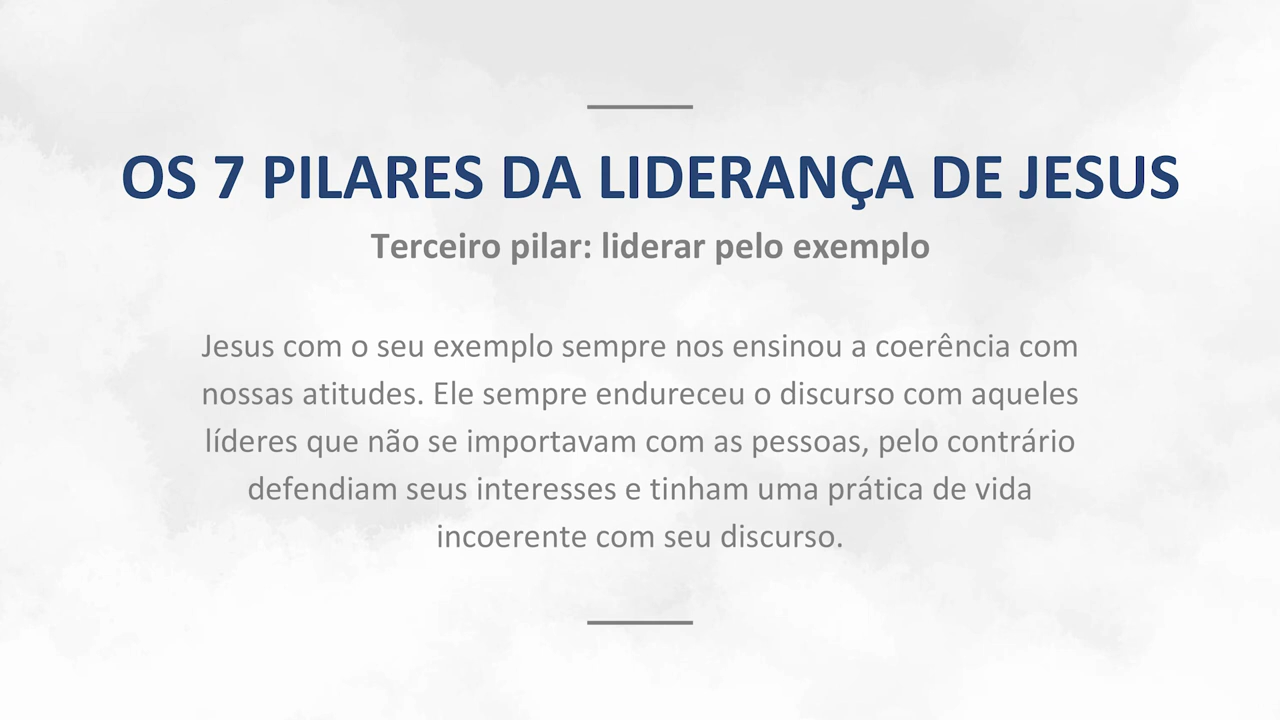 OS 7 PILARES DA LIDERANÇA DE JESUS
Terceiro pilar: liderar pelo exemplo
Jesus com o seu exemplo sempre nos ensinou a coerência com
nossas atitudes. Ele sempre endureceu o discurso com aqueles
líderes que não se importavam com as pessoas, pelo contrário
defendiam seus interesses e tinham uma prática de vida
incoerente com seu discurso.